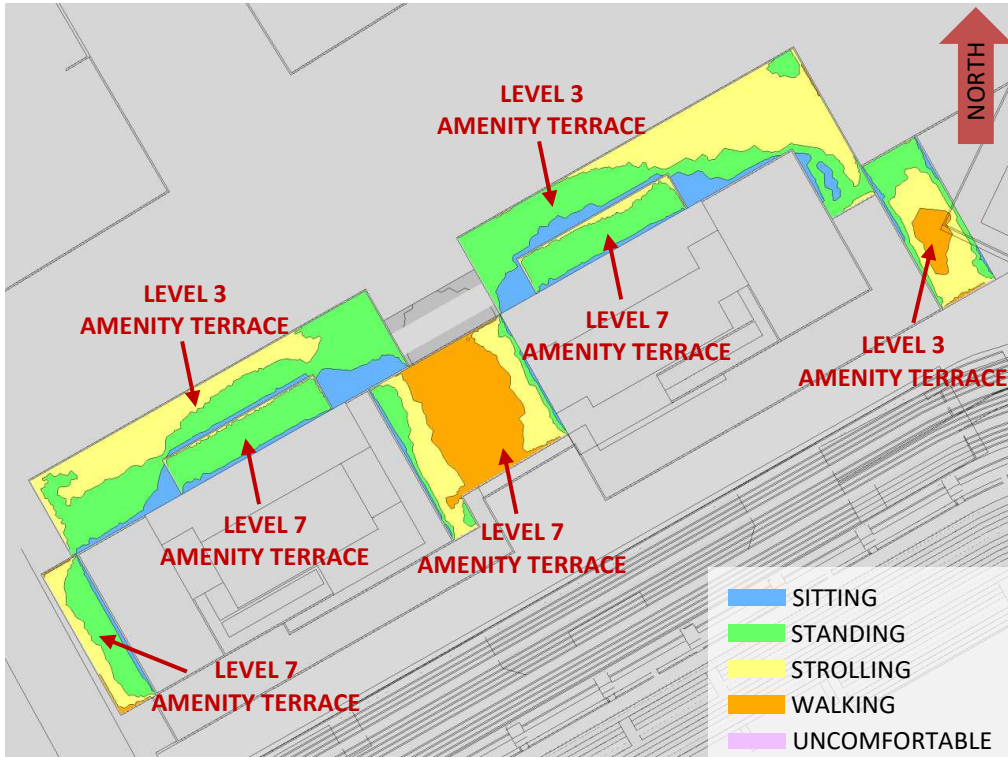 NORTH
LEVEL 3
AMENITY TERRACE
LEVEL 3
AMENITY TERRACE
LEVEL 7
AMENITY TERRACE
LEVEL 3
AMENITY TERRACE
LEVEL 7
AMENITY TERRACE
LEVEL 7
AMENITY TERRACE
LEVEL 7
AMENITY TERRACE
SITTING
STANDING
STROLLING
WALKING
UNCOMFORTABLE